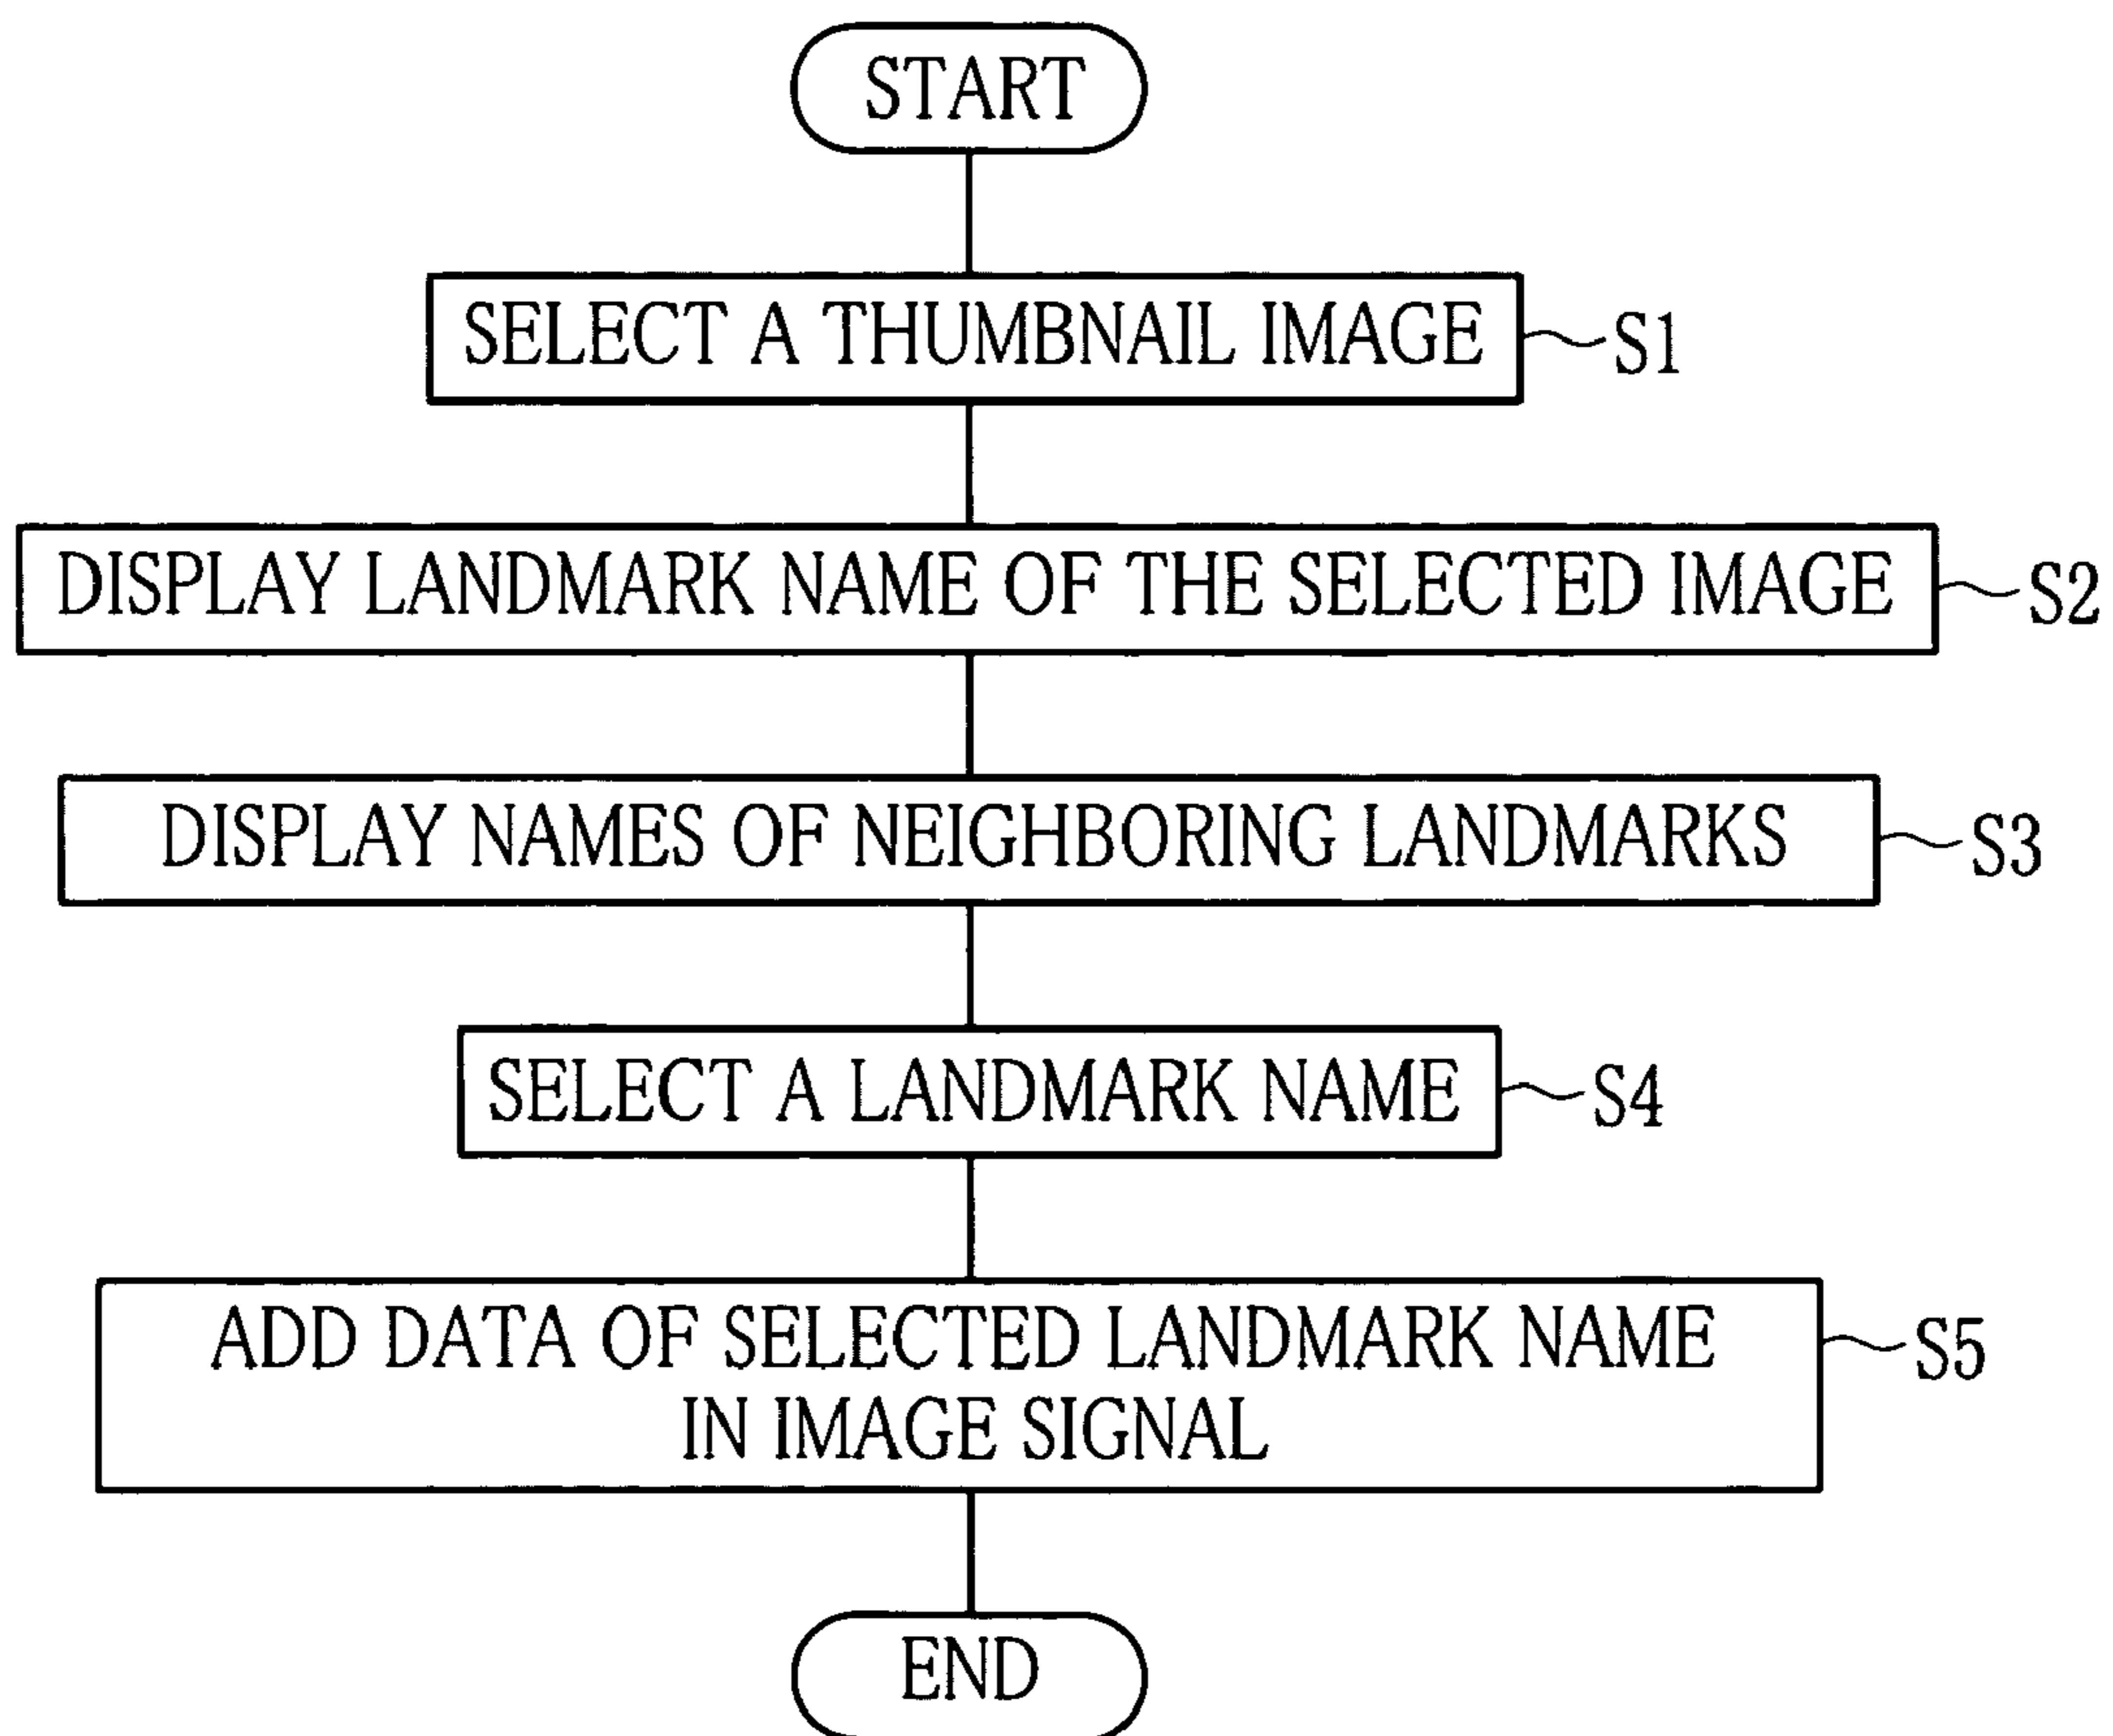 START
SELECT A THUMBNAIL IMAGE
S1
DISPLAY LANDMARK NAME OF THE SELECTED IMAGE
S2
DISPLAY NAMES OF NEIGHBORING LANDMARKS
S3
SELECT A LANDMARK NAME
S4
ADD DATA OF SELECTED LANDMARK NAME
IN IMAGE SIGNAL
S5
END